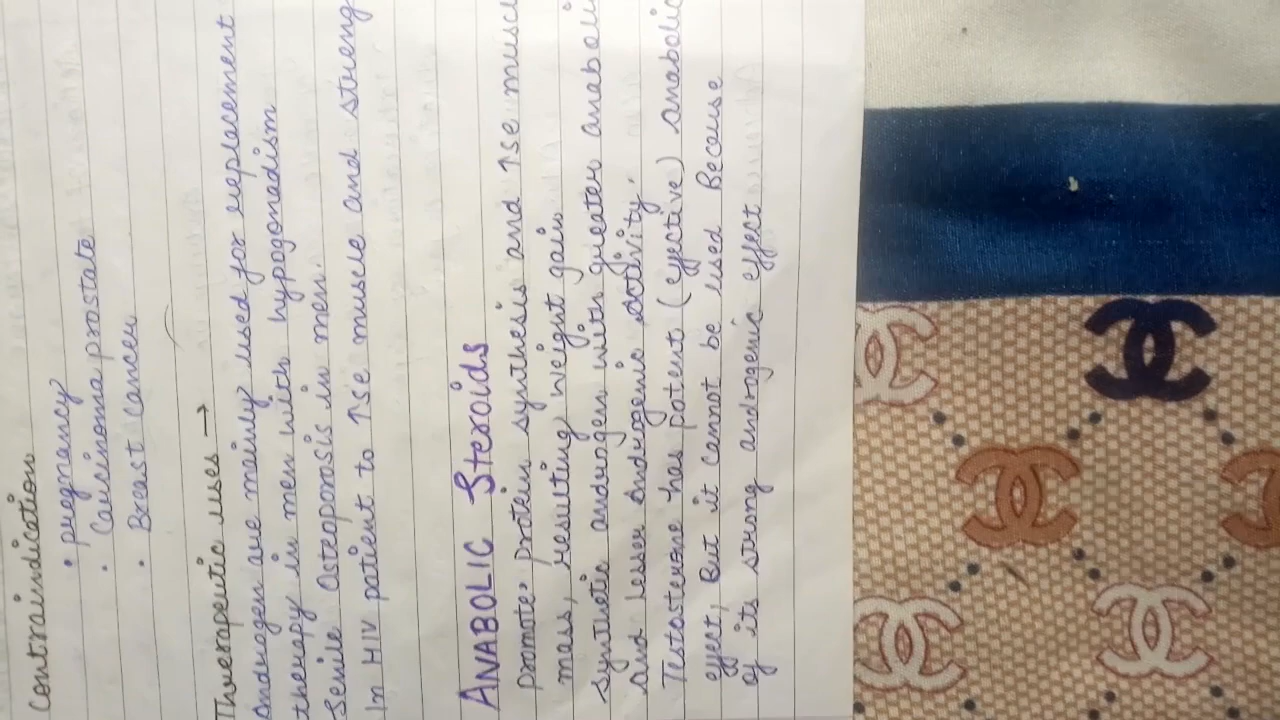 Contraindication
• pregnancy
• Carcinoma prostate
• Breast Cancer
Therapeutic uses →
Androgen are mainly used for replacement
therapy in men with hypogonadism
Senile Osteoporosis in men.
In HIV patient to ↑se muscle and streng
ANABOLIC Steroids
promote protein synthesis and ↑se muscl
mass, resulting weight gain
synthetic androgen with greater anabolic
and lesser androgenic activity.
Testosterone has potent (effective) anabolic
effect, But it cannot be used Because
of its strong androgenic effect